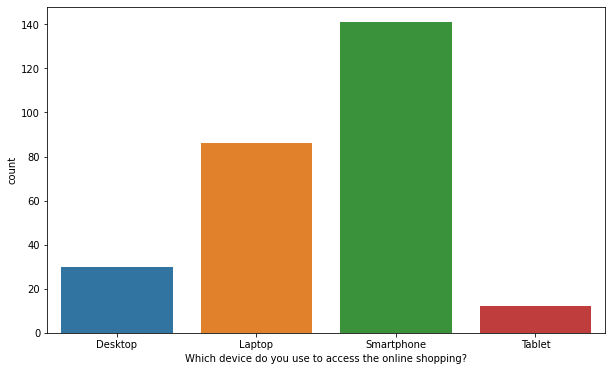 140
120
100
80
60
40
20
0
count
Desktop Laptop Smartphone Tablet
Which device do you use to access the online shopping?